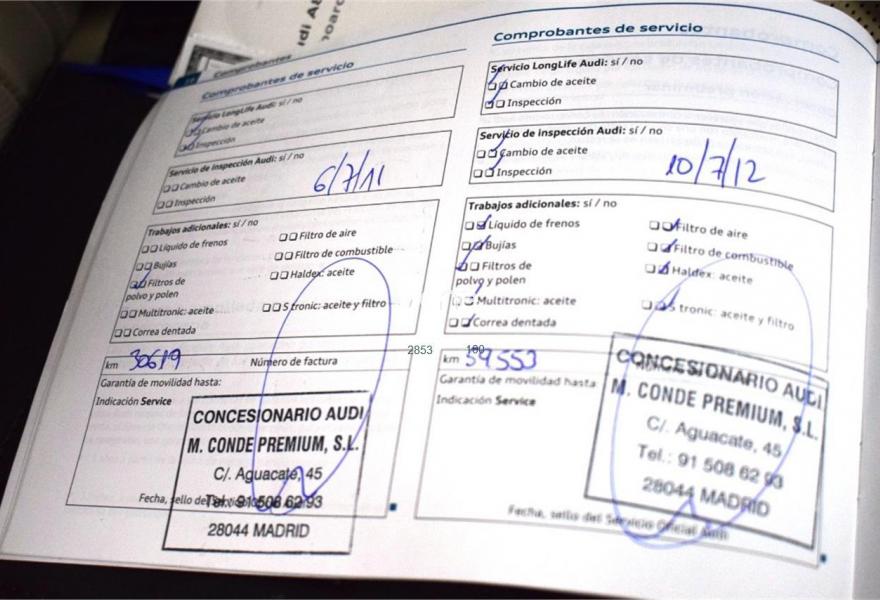 Comprobantes
Comprobantes de servicio
Servicio LongLife Audi: sí / no
Cambio de aceite
Inspección
Servicio de inspección Audi: sí / no
Cambio de aceite
Inspección
6/7/11
Trabajos adicionales: sí / no
Líquido de frenos
Filtro de aire
Bujías
Filtro de combustible
Filtros de
polvo y polen
Haldex: aceite
Multitronic: aceite
S tronic: aceite y filtro
Correa dentada
km 30619
Número de factura
Garantía de movilidad hasta:
Indicación Service
CONCESIONARIO AUDI
M. CONDE PREMIUM, S.L.
C/. Aguacate, 45
Fecha, sello del
Tel.: 91 508 62 93
28044 MADRID
2853 180
Comprobantes de servicio
Servicio LongLife Audi: sí / no
Cambio de aceite
Inspección
Servicio de inspección Audi: sí / no
Cambio de aceite
Inspección
10/7/12
Trabajos adicionales: sí / no
Líquido de frenos
Filtro de aire
Bujías
Filtro de combustible
Filtros de
polvo y polen
Haldex: aceite
Multitronic: aceite
S tronic: aceite y filtro
Correa dentada
km 59553
Garantía de movilidad hasta:
Indicación Service
CONCESIONARIO AUDI
M. CONDE PREMIUM, S.L.
C/. Aguacate, 45
Tel.: 91 508 62 93
28044 MADRID
Fecha, sello del Servicio Oficial Audi